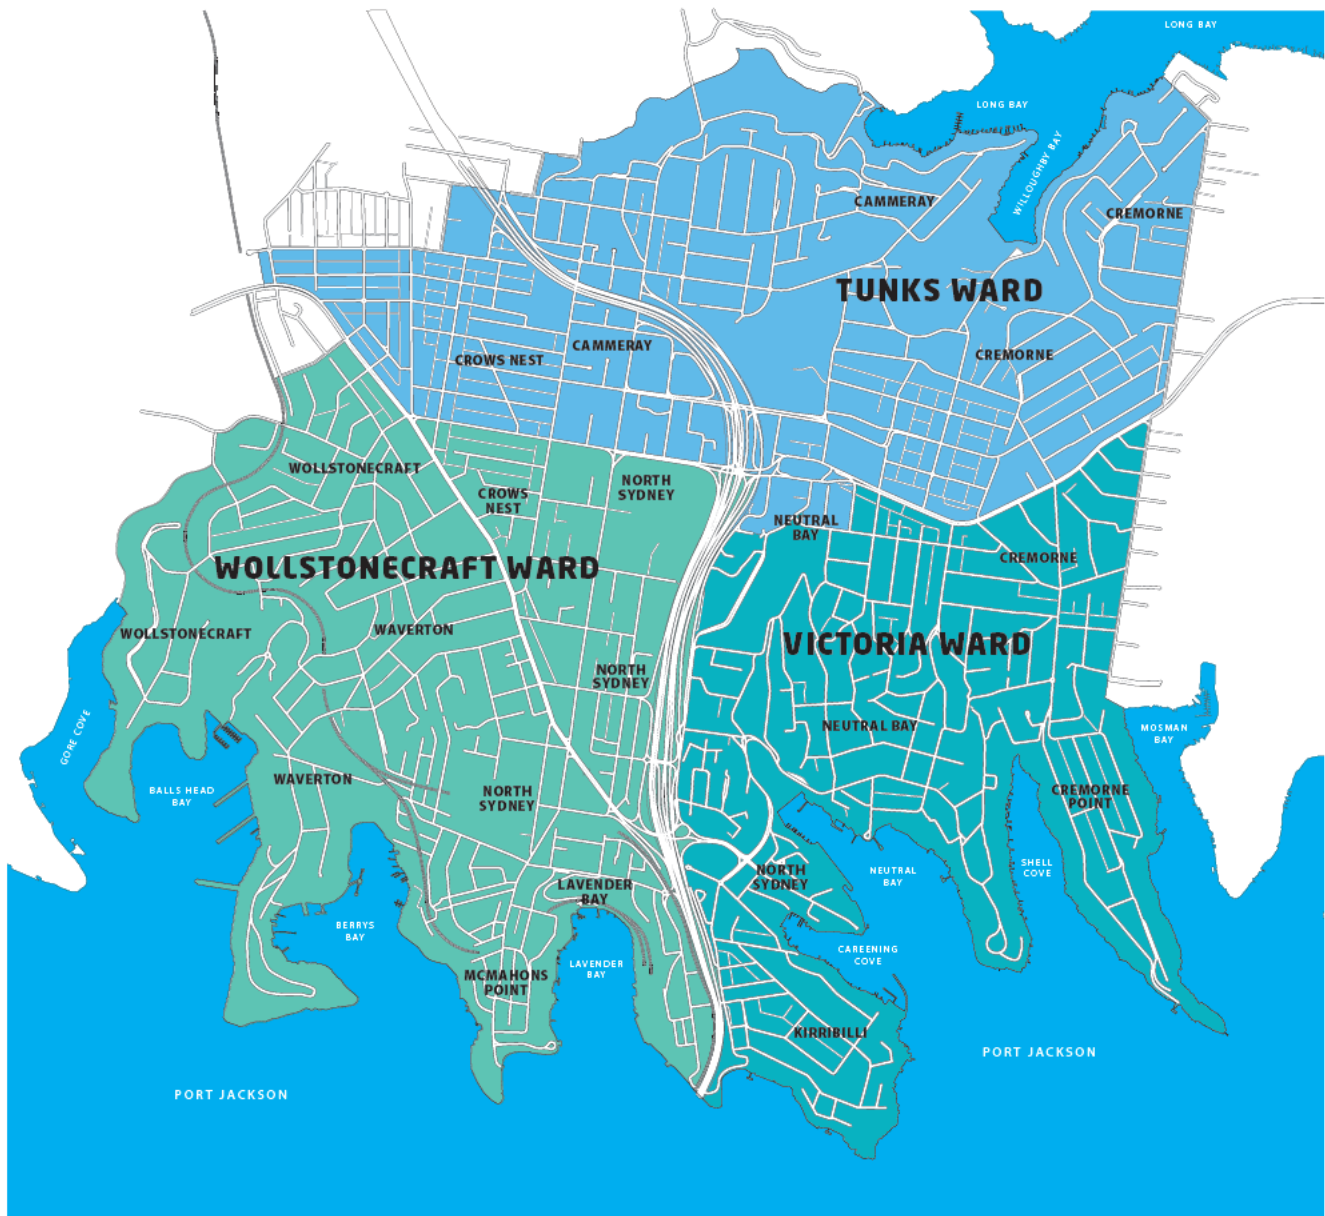 LONG BAY
LONG BAY
WILLOUGHBY BAY
CAMMERAY
CREMORNE
TUNKS WARD
CAMMERAY
CROWS NEST
CREMORNE
WOLLSTONECRAFT
NORTH
SYDNEY
CROWS
NEST
NEUTRAL
BAY
CREMORNE
WOLLSTONECRAFT WARD
WOLLSTONECRAFT
WAVERTON
VICTORIA WARD
NORTH
SYDNEY
GORE COVE
NEUTRAL BAY
MOSMAN
BAY
WAVERTON
BALLS HEAD
BAY
NORTH
SYDNEY
CREMORNE
POINT
SHELL
COVE
NORTH
SYDNEY
NEUTRAL
BAY
LAVENDER
BAY
BERRYS
BAY
CAREENING
COVE
LAVENDER
BAY
MCMAHONS
POINT
KIRRIBILLI
PORT JACKSON
PORT JACKSON